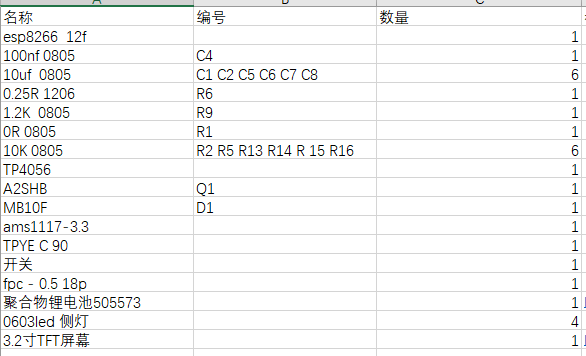 名称 编号 数量
esp8266 12f 1
100nf 0805 C4 1
10uf 0805 C1 C2 C5 C6 C7 C8 6
0.25R 1206 R6 1
1.2K 0805 R9 1
0R 0805 R1 1
10K 0805 R2 R5 R13 R14 R 15 R16 6
TP4056 1
A2SHB Q1 1
MB10F D1 1
ams1117-3.3 1
TPYE C 90 1
开关 1
fpc - 0.5 18p 1
聚合物锂电池505573 1
0603led 侧灯 4
3.2寸TFT屏幕 1